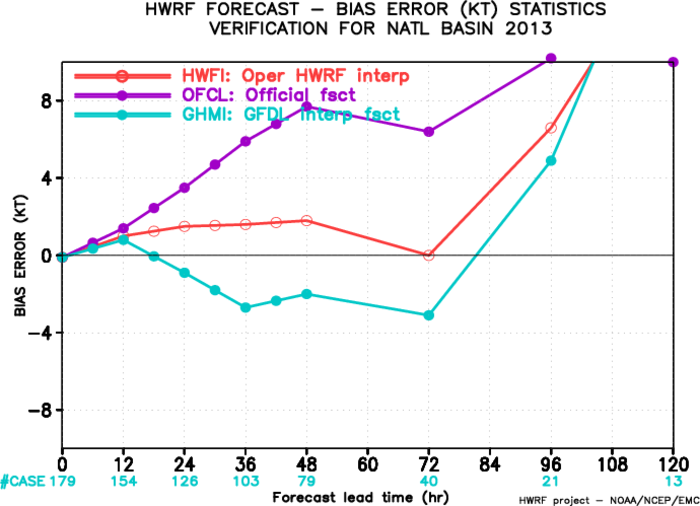 HWRF FORECAST – BIAS ERROR (KT) STATISTICS
VERIFICATION FOR NATL BASIN 2013
HWFI: Oper HWRF interp
OFCL: Official fsct
GHMI: GFDL interp fsct
BIAS ERROR (KT)
8
4
0
−4
−8
0 12 24 36 48 60 72 84 96 108 120
#CASE 179 154 126 103 79 40 21 13
Forecast lead time (hr)
HWRF project – NOAA/NCEP/EMC